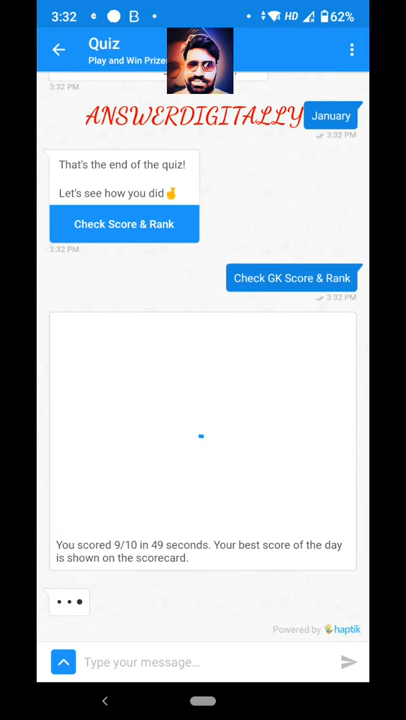 3:32 HD 62%
Quiz
Play and Win Prize
3:32 PM
ANSWERDIGITALLY
January
3:32 PM
That's the end of the quiz!
Let's see how you did🤞
Check Score & Rank
3:32 PM
Check GK Score & Rank
3:32 PM
You scored 9/10 in 49 seconds. Your best score of the day
is shown on the scorecard.
Powered by haptik
Type your message...